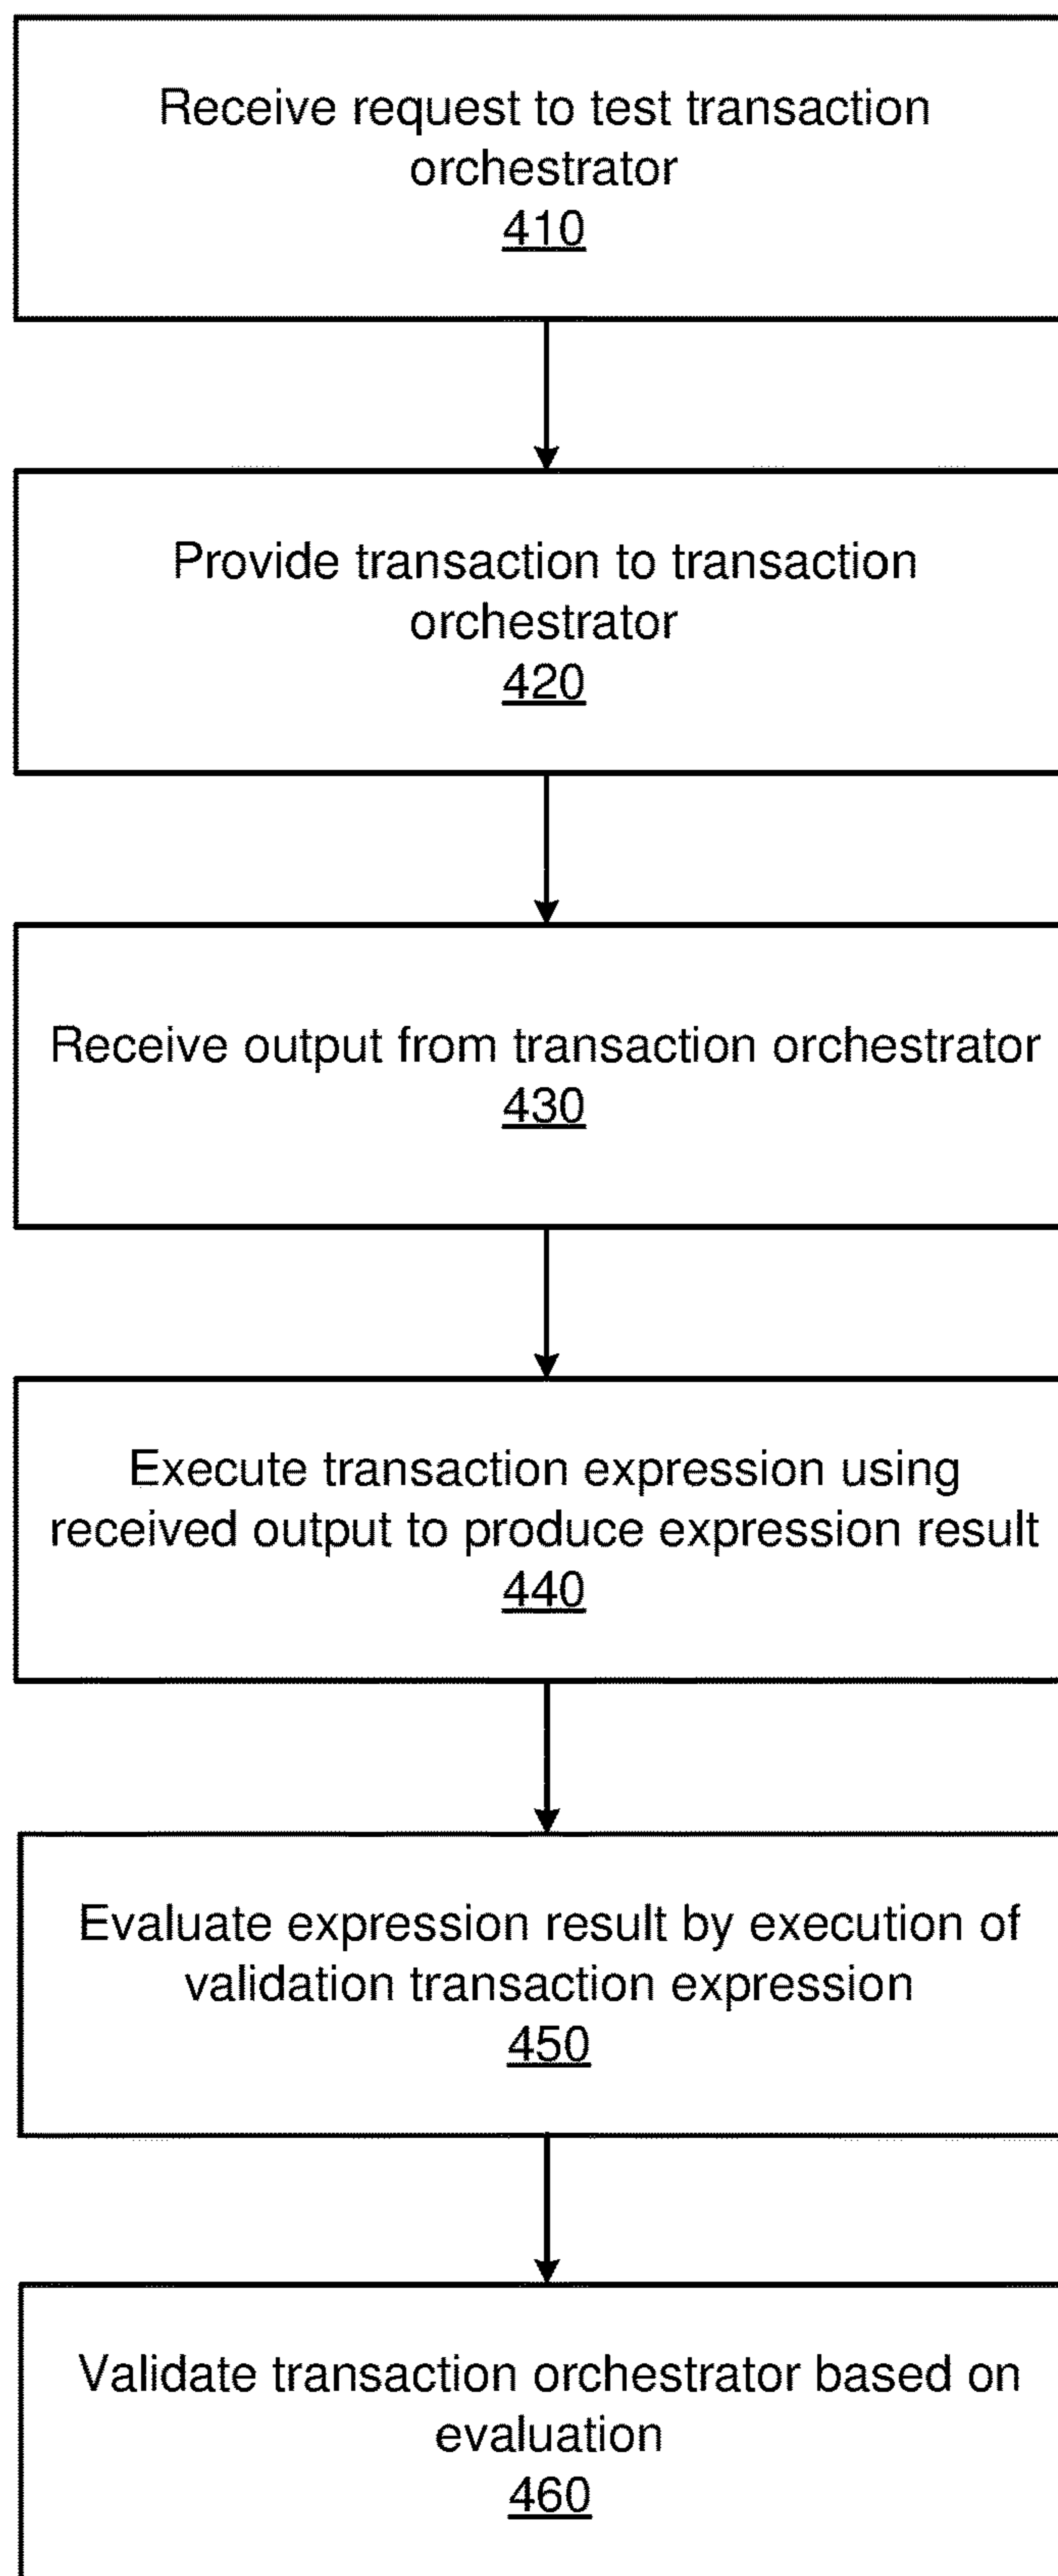 Receive request to test transaction
orchestrator
410
Provide transaction to transaction
orchestrator
420
Receive output from transaction orchestrator
430
Execute transaction expression using
received output to produce expression result
440
Evaluate expression result by execution of
validation transaction expression
450
Validate transaction orchestrator based on
evaluation
460